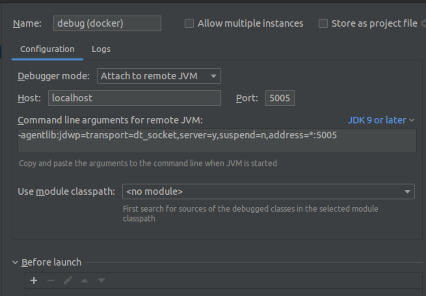 Name: debug (docker) Allow multiple instances Store as project file
Configuration Logs
Debugger mode: Attach to remote JVM
Host: localhost Port: 5005
Command line arguments for remote JVM: JDK 9 or later
-agentlib:jdwp=transport=dt_socket,server=y,suspend=n,address=*:5005
Copy and paste the arguments to the command line when JVM is started
Use module classpath: <no module>
First search for sources of the debugged classes in the selected module
classpath
Before launch